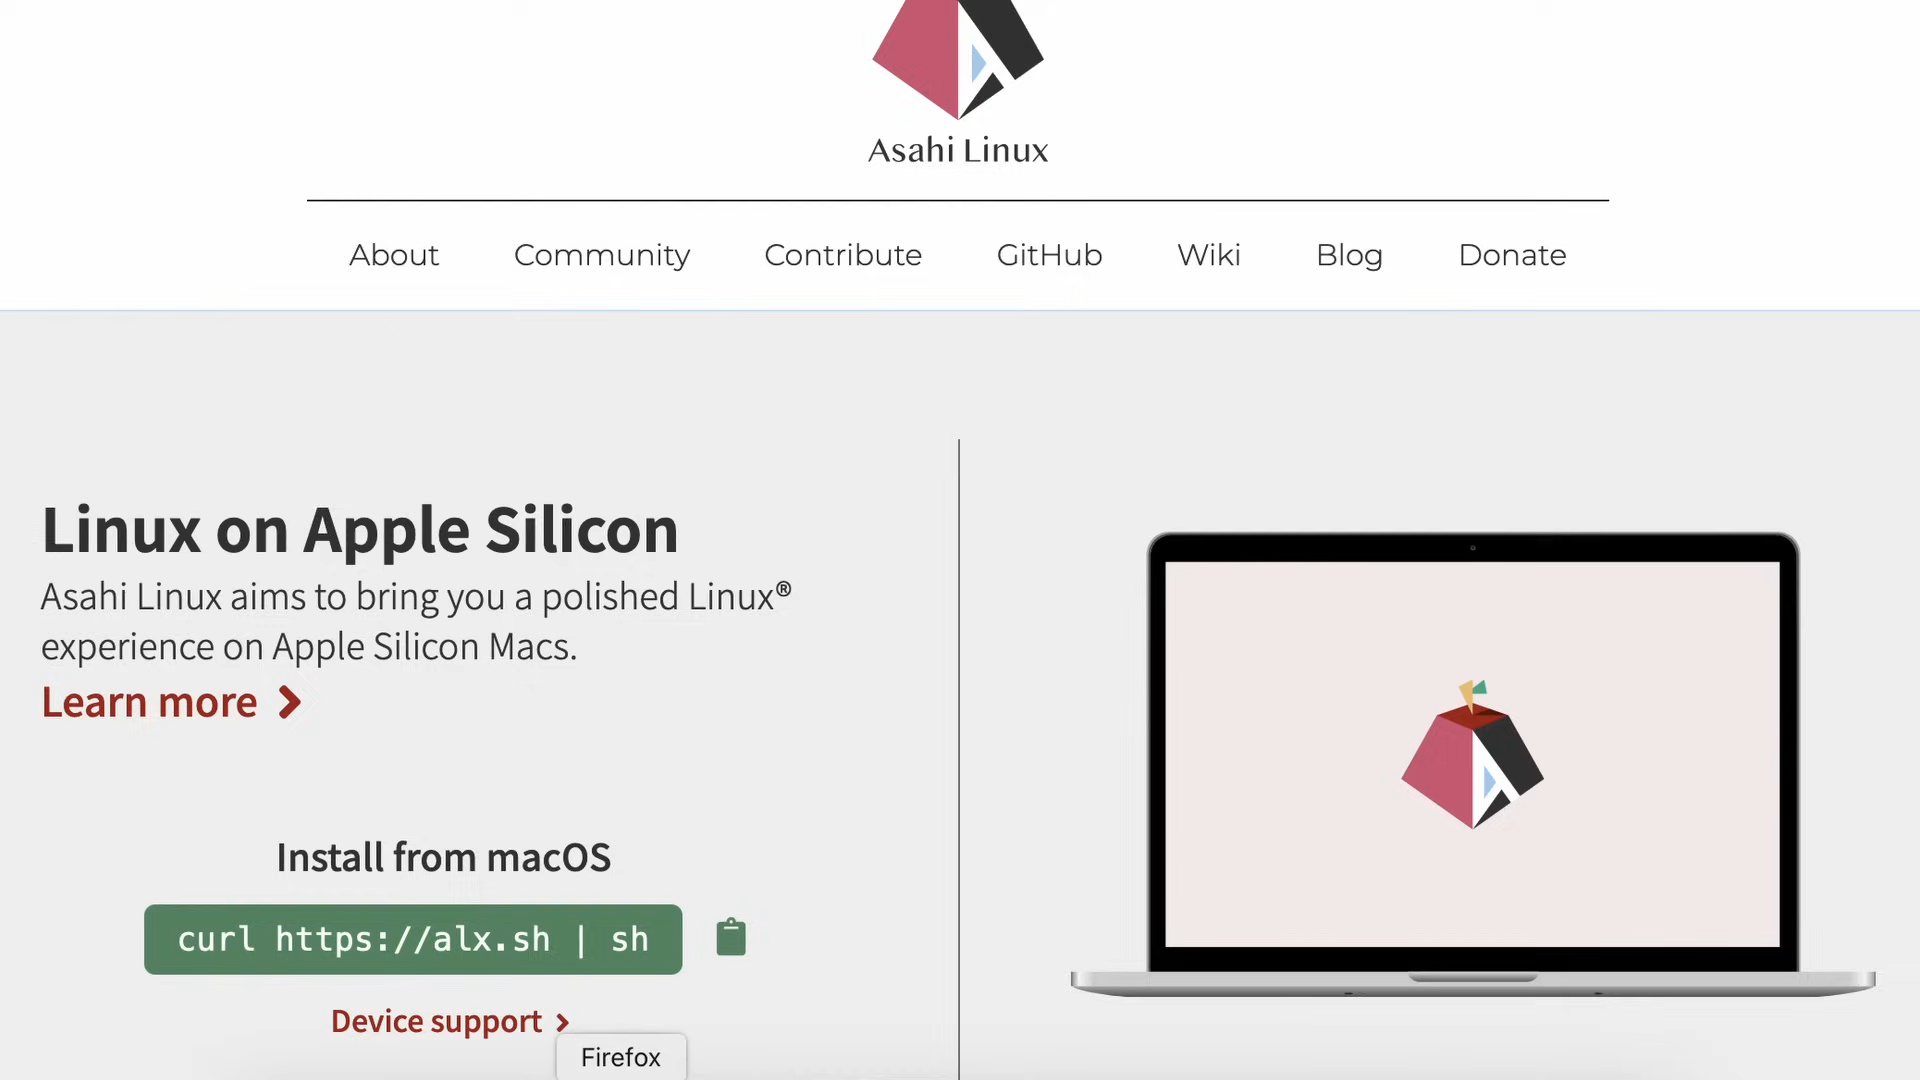 Asahi Linux
About Community Contribute GitHub Wiki Blog Donate
Linux on Apple Silicon
Asahi Linux aims to bring you a polished Linux®
experience on Apple Silicon Macs.
Learn more
Install from macOS
curl https://alx.sh | sh
Device support
Firefox